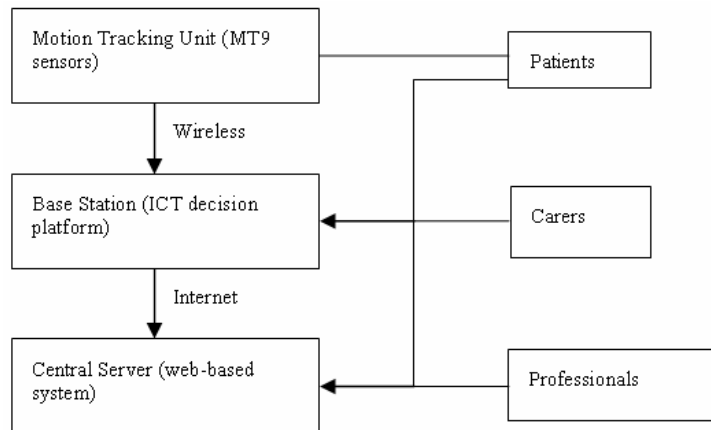 Motion Tracking Unit (MT9
sensors)
Patients
Wireless
Base Station (ICT decision
platform)
Carers
Internet
Central Server (web-based
system)
Professionals